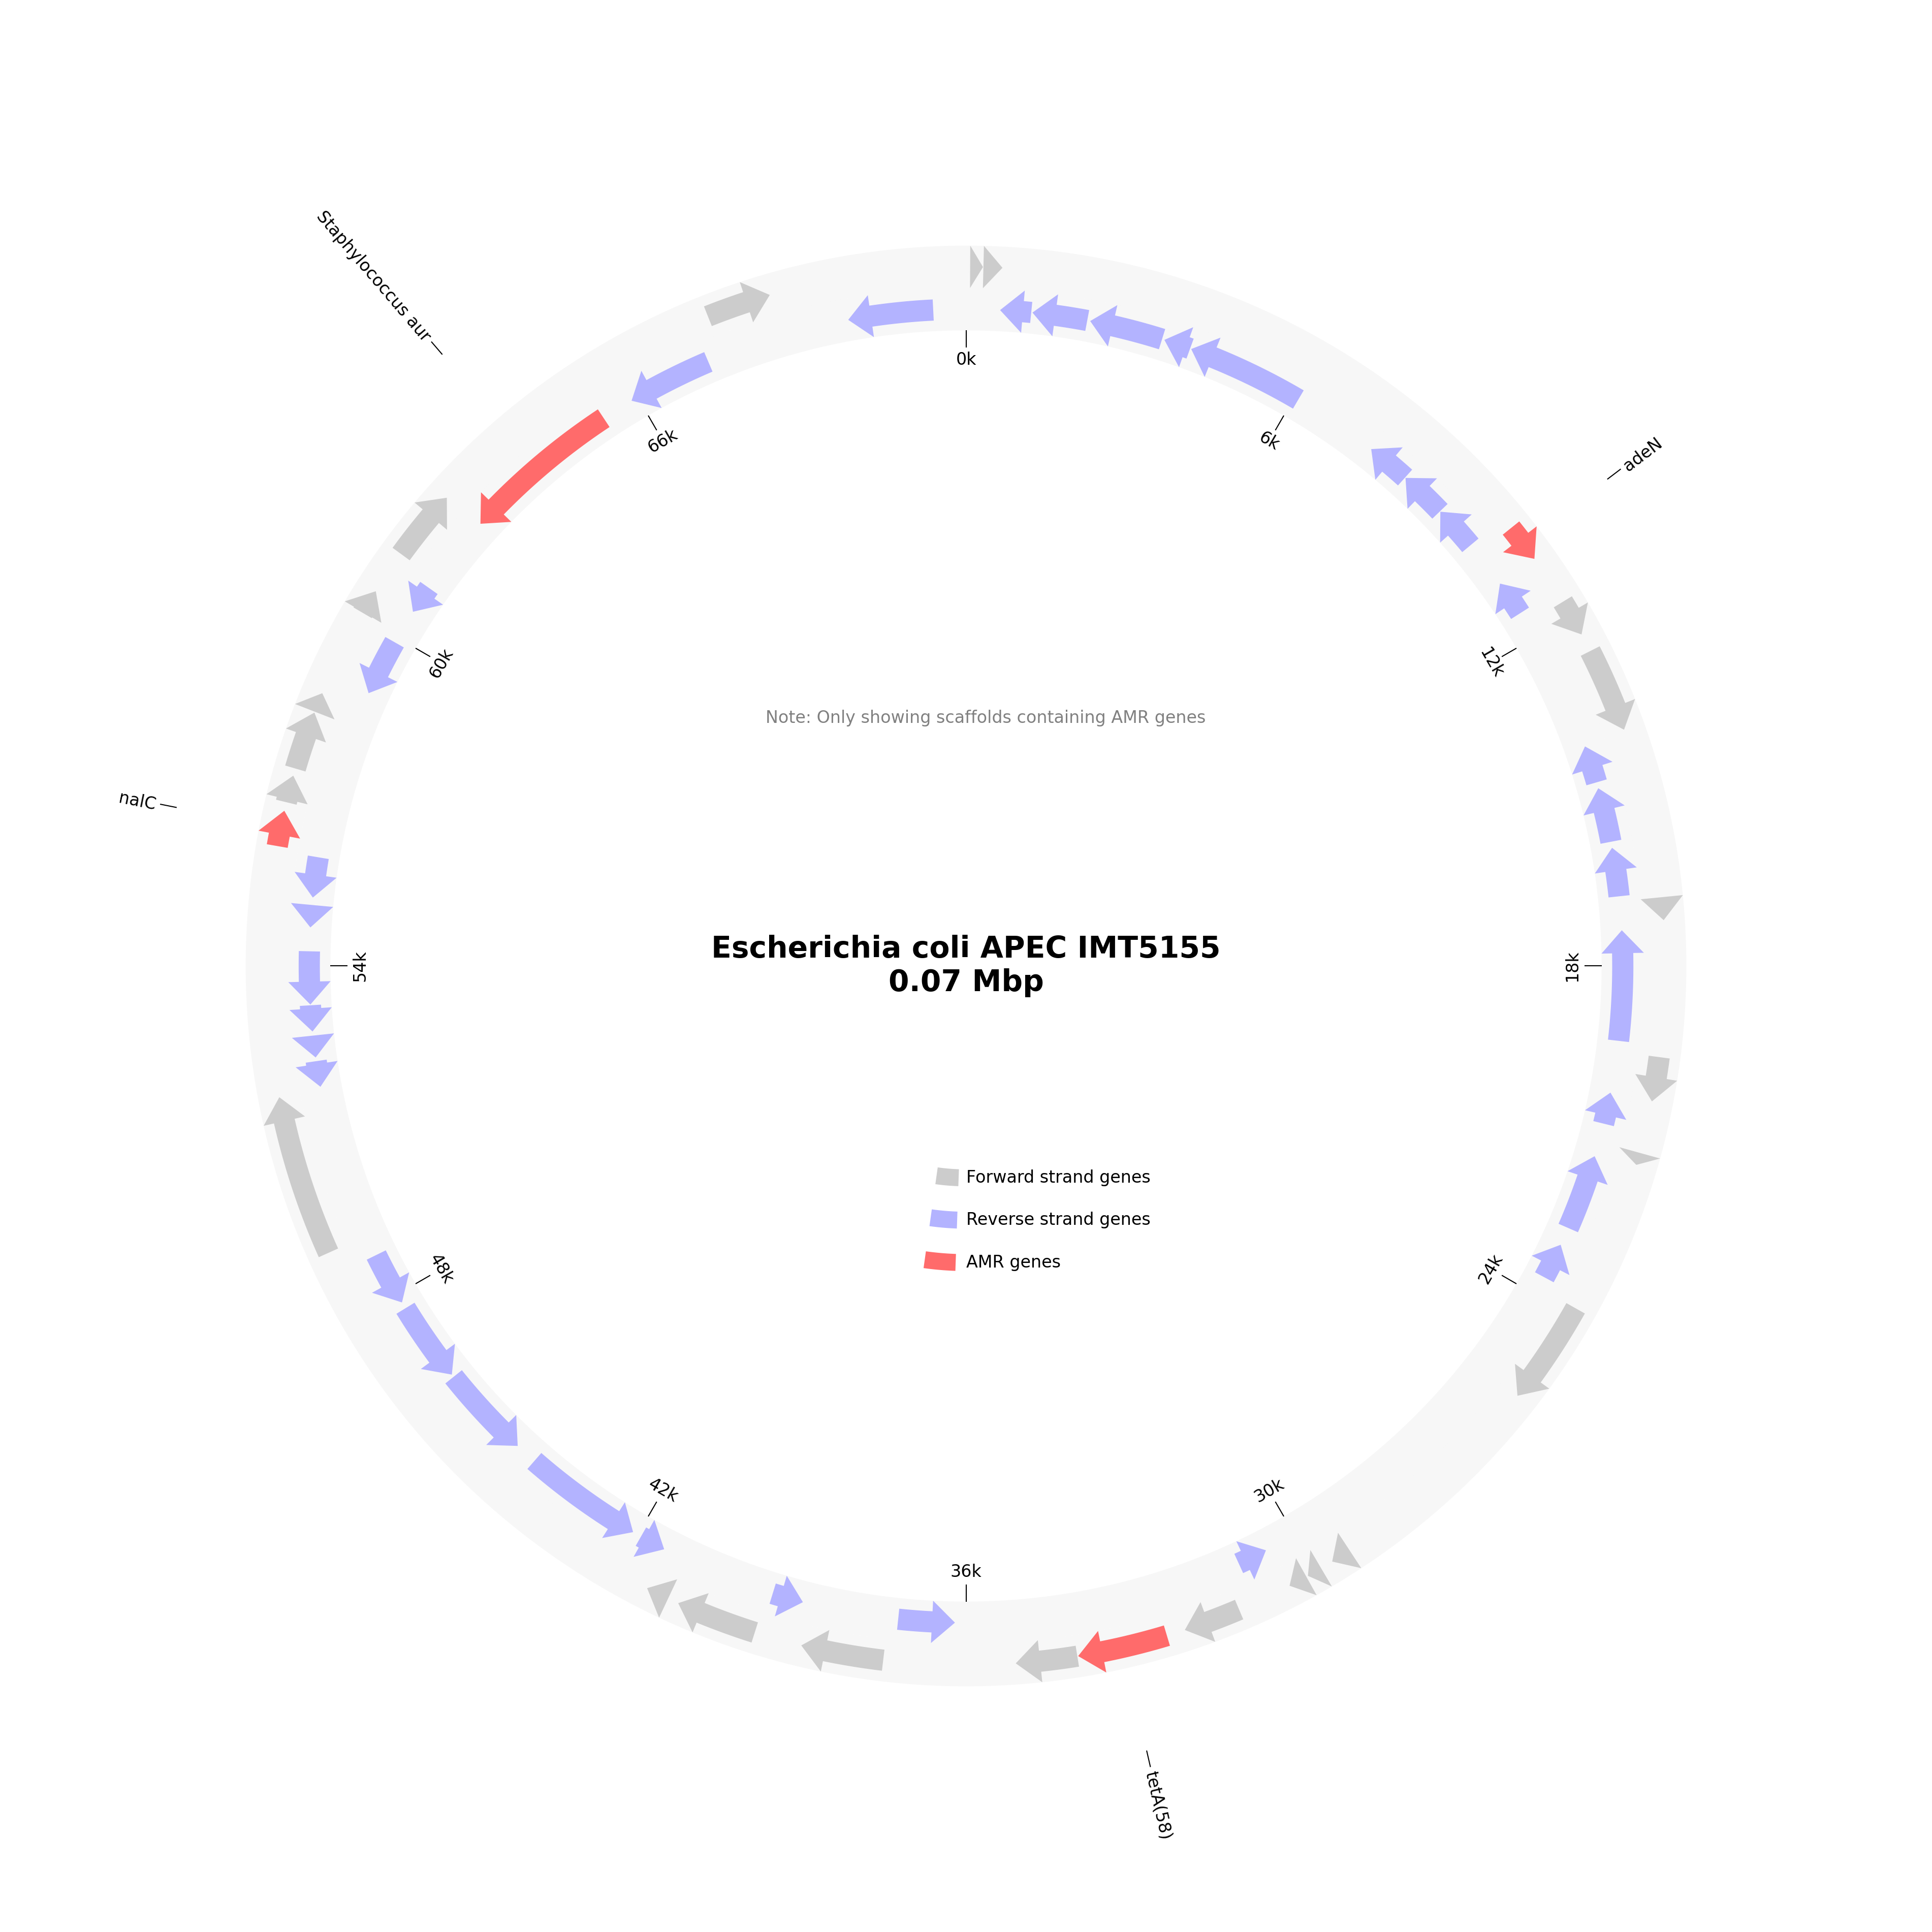 Staphylococcus aur
0k
66k
6k
adeN
60k
12k
Note: Only showing scaffolds containing AMR genes
nalC
Escherichia coli APEC IMT5155
0.07 Mbp
54k
18k
Forward strand genes
Reverse strand genes
AMR genes
48k
24k
42k
30k
36k
tetA(58)